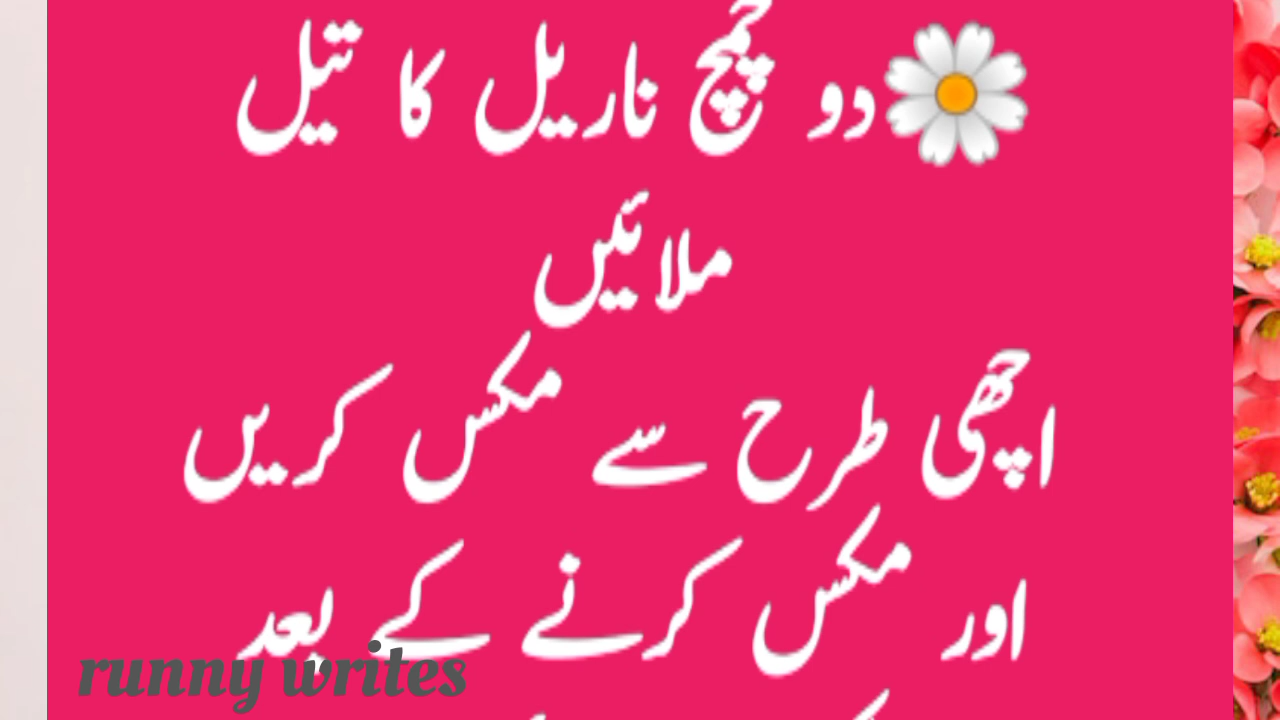 🌼دو چمچ ناریل کا تیل
ملائیں
اچھی طرح سے مکس کریں
اور مکس کرنے کے بعد
runny writes